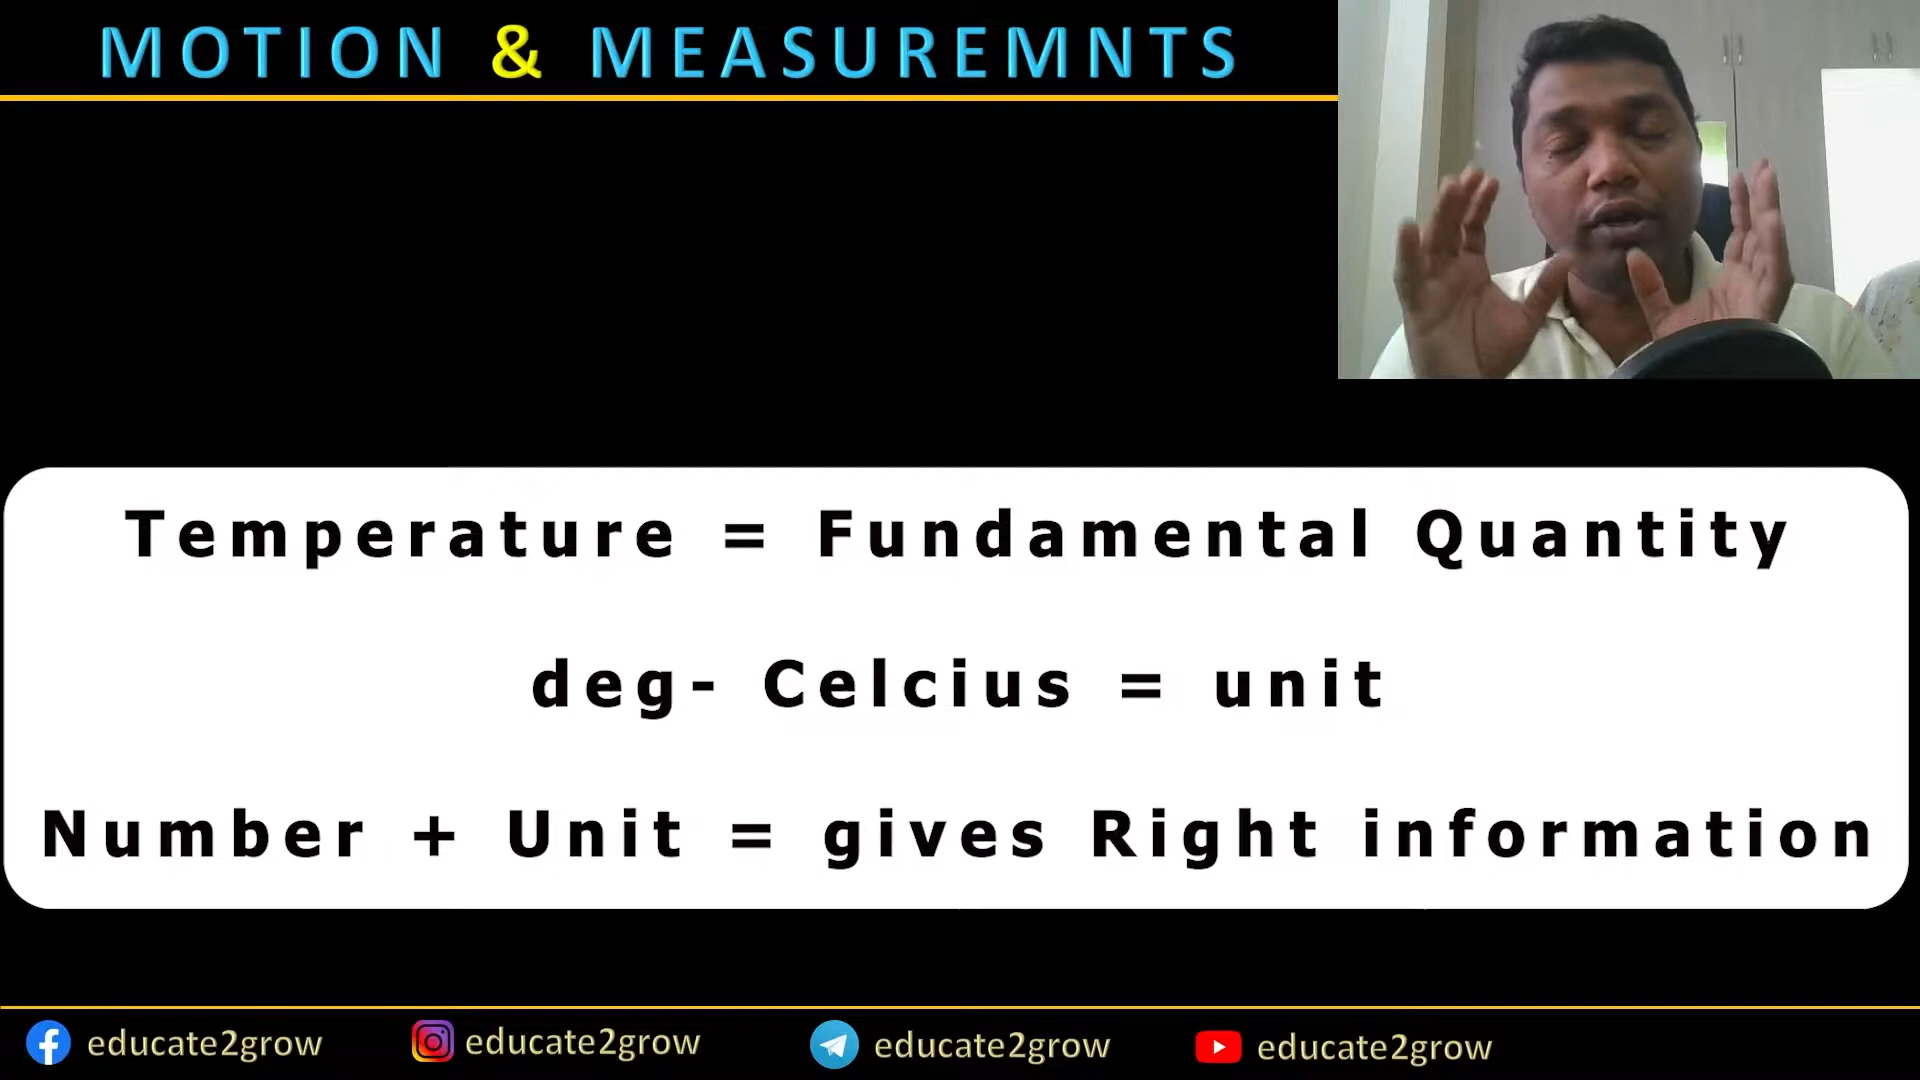 MOTION & MEASUREMNTS
Temperature = Fundamental Quantity
deg- Celcius = unit
Number + Unit = gives Right information
educate2grow educate2grow educate2grow educate2grow